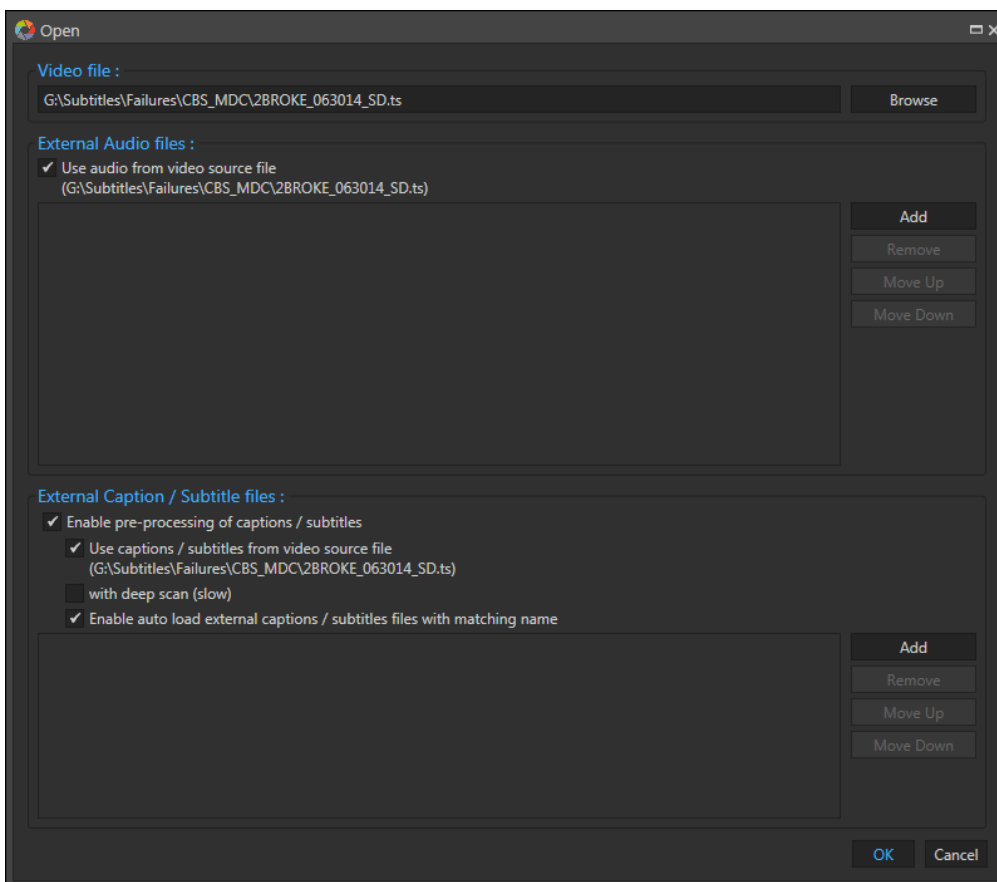 Open
Video file :
G:\Subtitles\Failures\CBS_MDC\2BROKE_063014_SD.ts
Browse
External Audio files :
Use audio from video source file
(G:\Subtitles\Failures\CBS_MDC\2BROKE_063014_SD.ts)
Add
Remove
Move Up
Move Down
External Caption / Subtitle files :
Enable pre-processing of captions / subtitles
Use captions / subtitles from video source file
(G:\Subtitles\Failures\CBS_MDC\2BROKE_063014_SD.ts)
with deep scan (slow)
Enable auto load external captions / subtitles files with matching name
Add
Remove
Move Up
Move Down
OK Cancel